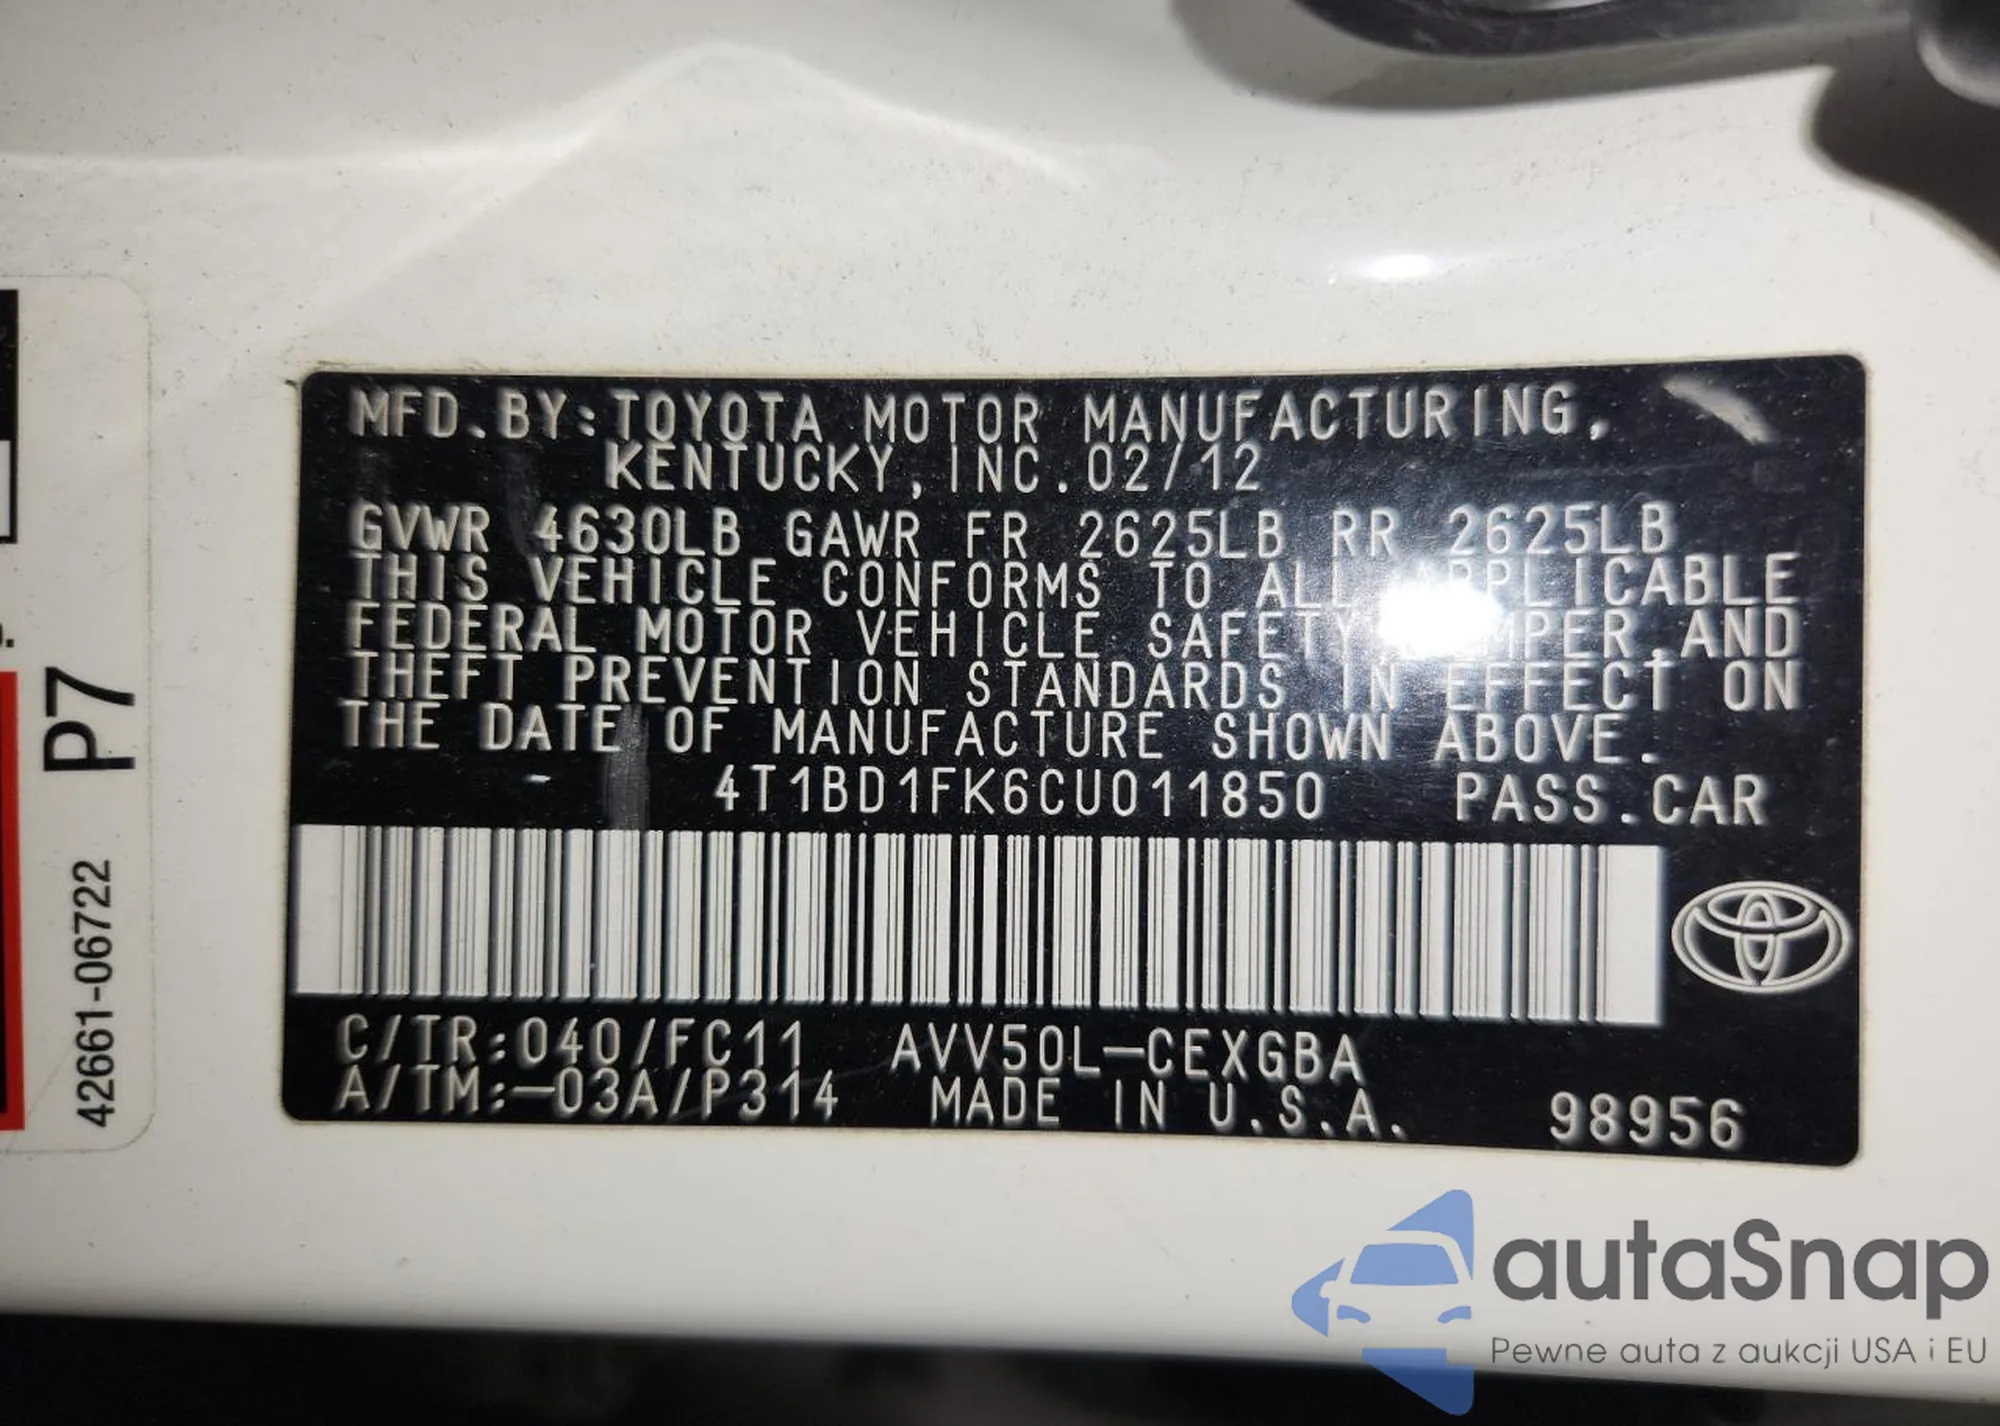 MFD.BY:TOYOTA MOTOR MANUFACTURING,
KENTUCKY,INC.02/12
GVWR 4630LB GAWR FR 2625LB RR 2625LB
THIS VEHICLE CONFORMS TO ALL APPLICABLE
FEDERAL MOTOR VEHICLE SAFETY, AND
THEFT PREVENTION STANDARDS IN EFFECT ON
THE DATE OF MANUFACTURE SHOWN ABOVE.
4T1BD1FK6CU011850 PASS.CAR
C/TR:040/FC11 AVV50L-CEXGBA
A/TM:-03A/P314 MADE IN U.S.A. 98956
P7
42661-06722
autaSnap
Pewne auta z aukcji USA i EU